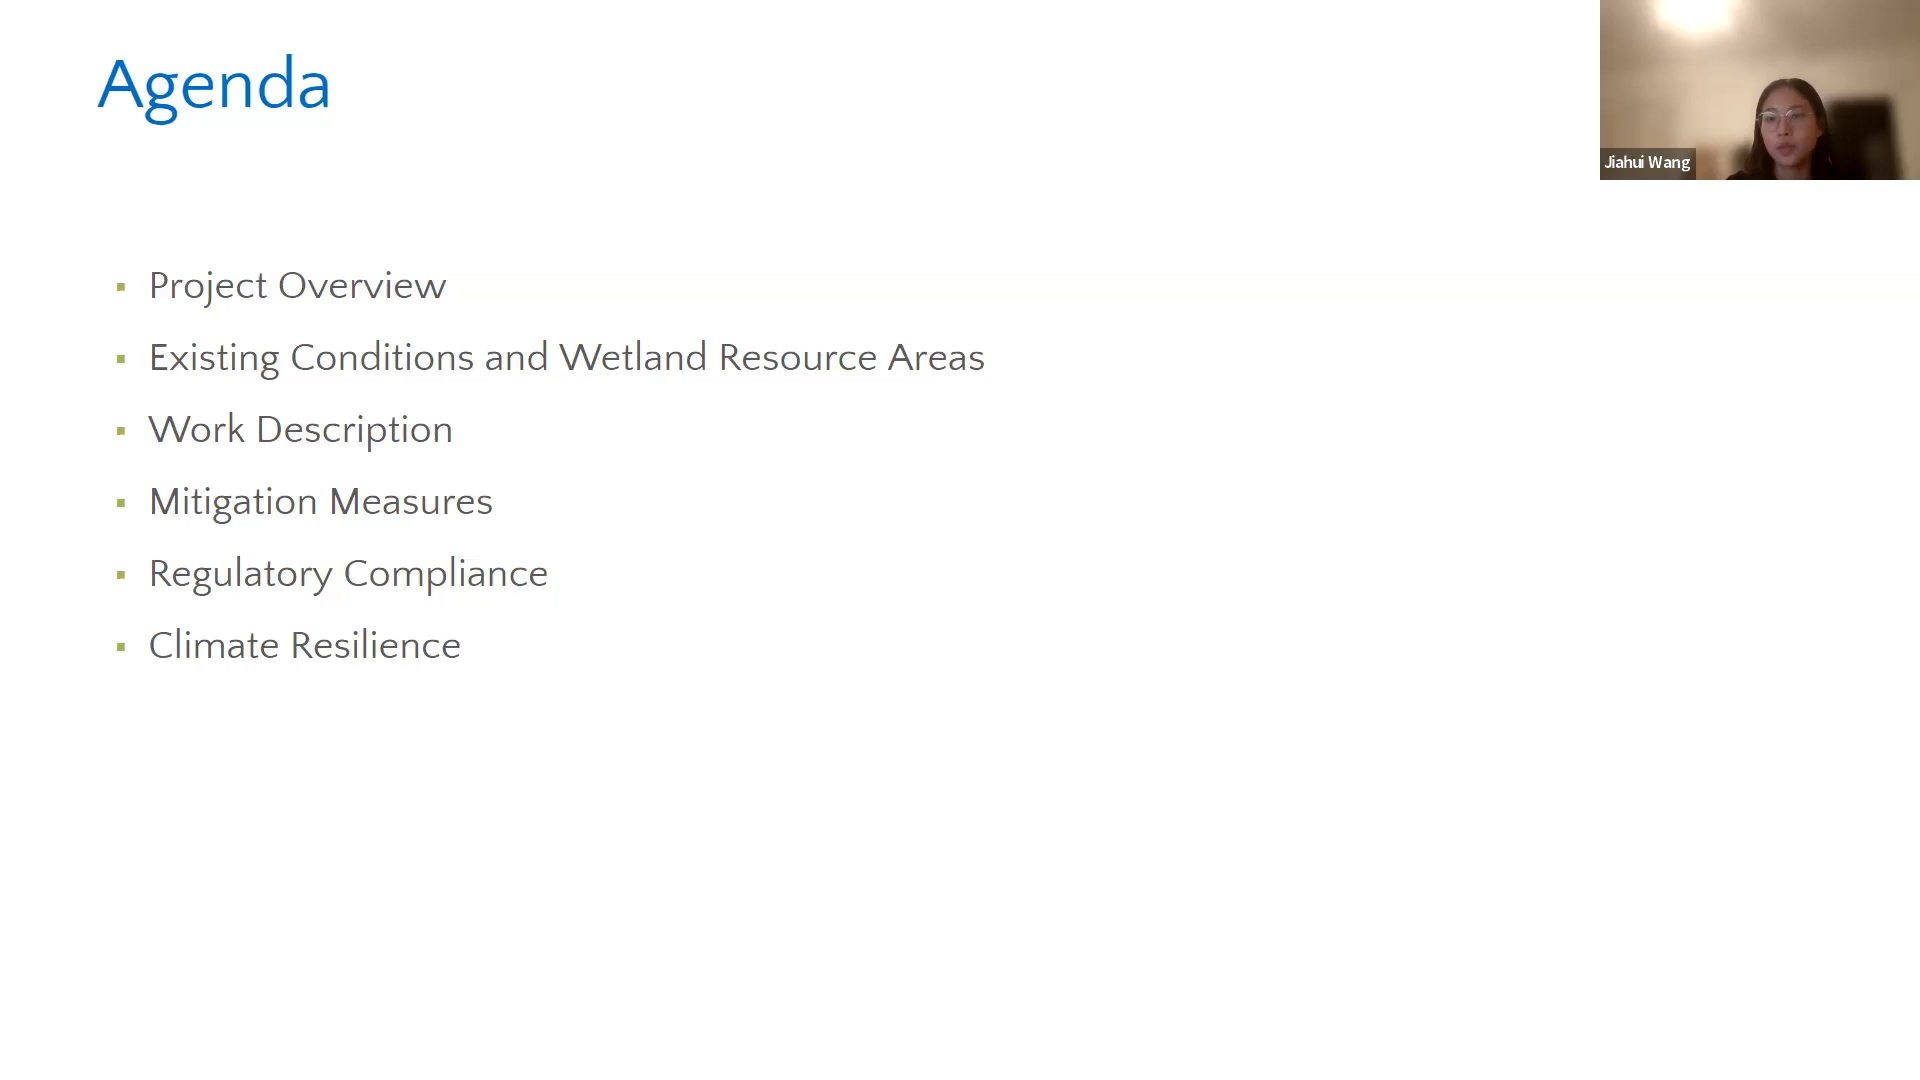 Agenda
Jiahui Wang
▪ Project Overview
▪ Existing Conditions and Wetland Resource Areas
▪ Work Description
▪ Mitigation Measures
▪ Regulatory Compliance
▪ Climate Resilience